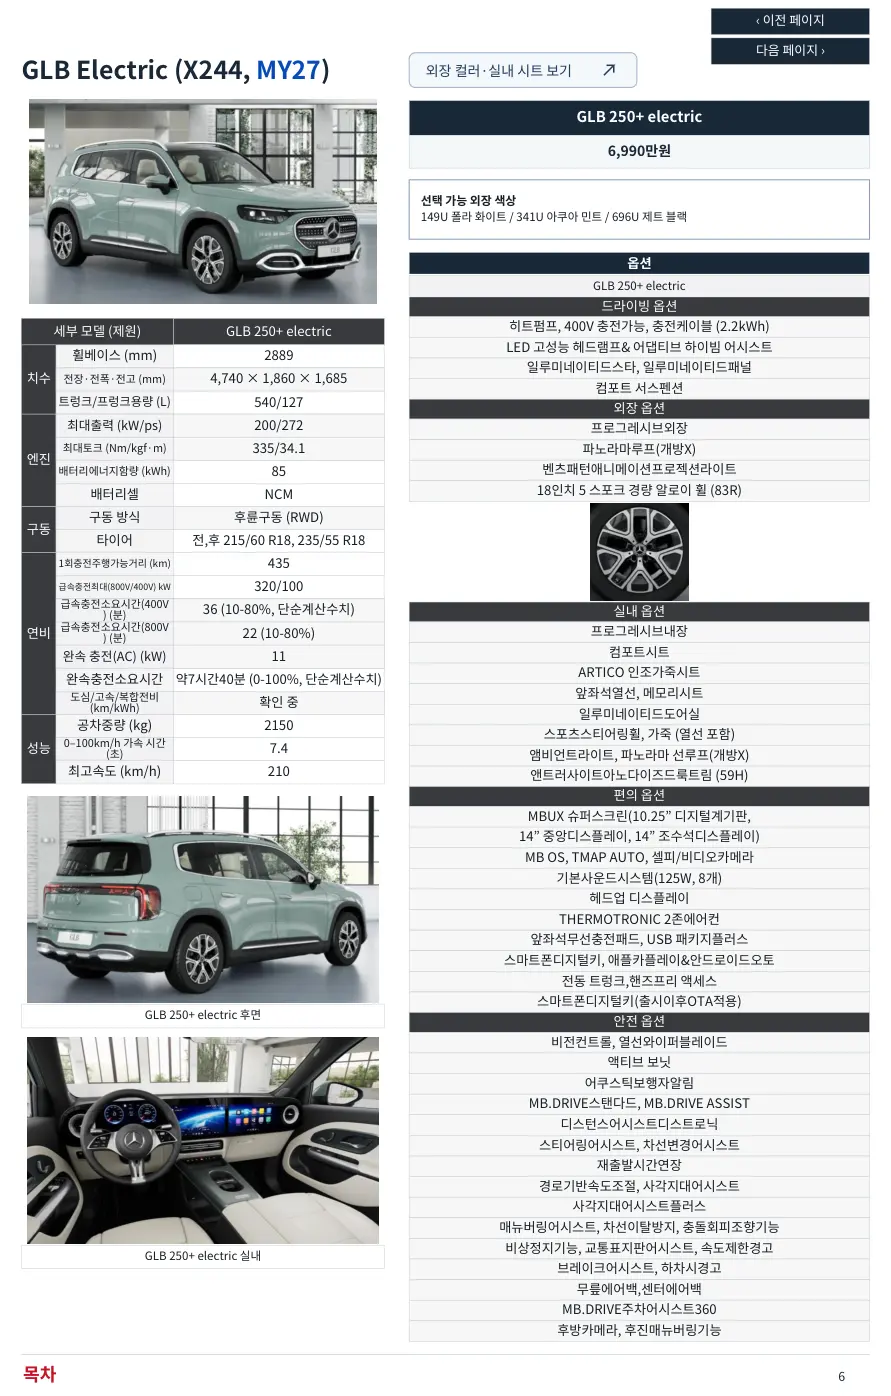 ‹ 이전 페이지
다음 페이지 ›
GLB Electric (X244, MY27)
외장 컬러·실내 시트 보기
GLB
세부 모델 (제원) GLB 250+ electric
치수
휠베이스 (mm) 2889
전장·전폭·전고 (mm) 4,740 × 1,860 × 1,685
트렁크/프렁크용량 (L) 540/127
엔진
최대출력 (kW/ps) 200/272
최대토크 (Nm/kgf·m) 335/34.1
배터리에너지함량 (kWh) 85
배터리셀 NCM
구동
구동 방식 후륜구동 (RWD)
타이어 전,후 215/60 R18, 235/55 R18
연비
1회충전주행가능거리 (km) 435
급속충전최대(800V/400V) kW 320/100
급속충전소요시간(400V
) (분) 36 (10-80%, 단순계산수치)
급속충전소요시간(800V
) (분) 22 (10-80%)
완속 충전(AC) (kW) 11
완속충전소요시간 약7시간40분 (0-100%, 단순계산수치)
도심/고속/복합전비
(km/kWh) 확인 중
성능
공차중량 (kg) 2150
0–100km/h 가속 시간
(초) 7.4
최고속도 (km/h) 210
GLB
GLB 250+ electric 후면
GLB 250+ electric 실내
GLB 250+ electric
6,990만원
선택 가능 외장 색상
149U 폴라 화이트 / 341U 아쿠아 민트 / 696U 제트 블랙
옵션
GLB 250+ electric
드라이빙 옵션
히트펌프, 400V 충전가능, 충전케이블 (2.2kWh)
LED 고성능 헤드램프& 어댑티브 하이빔 어시스트
일루미네이티드스타, 일루미네이티드패널
컴포트 서스펜션
외장 옵션
프로그레시브외장
파노라마루프(개방X)
벤츠패턴애니메이션프로젝션라이트
18인치 5 스포크 경량 알로이 휠 (83R)
실내 옵션
프로그레시브내장
컴포트시트
ARTICO 인조가죽시트
앞좌석열선, 메모리시트
일루미네이티드도어실
스포츠스티어링휠, 가죽 (열선 포함)
앰비언트라이트, 파노라마 선루프(개방X)
앤트러사이트아노다이즈드룩트림 (59H)
편의 옵션
MBUX 슈퍼스크린(10.25” 디지털계기판,
14” 중앙디스플레이, 14” 조수석디스플레이)
MB OS, TMAP AUTO, 셀피/비디오카메라
기본사운드시스템(125W, 8개)
헤드업 디스플레이
THERMOTRONIC 2존에어컨
앞좌석무선충전패드, USB 패키지플러스
스마트폰디지털키, 애플카플레이&안드로이드오토
전동 트렁크,핸즈프리 액세스
스마트폰디지털키(출시이후OTA적용)
안전 옵션
비전컨트롤, 열선와이퍼블레이드
액티브 보닛
어쿠스틱보행자알림
MB.DRIVE스탠다드, MB.DRIVE ASSIST
디스턴스어시스트디스트로닉
스티어링어시스트, 차선변경어시스트
재출발시간연장
경로기반속도조절, 사각지대어시스트
사각지대어시스트플러스
매뉴버링어시스트, 차선이탈방지, 충돌회피조향기능
비상정지기능, 교통표지판어시스트, 속도제한경고
브레이크어시스트, 하차시경고
무릎에어백,센터에어백
MB.DRIVE주차어시스트360
후방카메라, 후진매뉴버링기능
목차
6